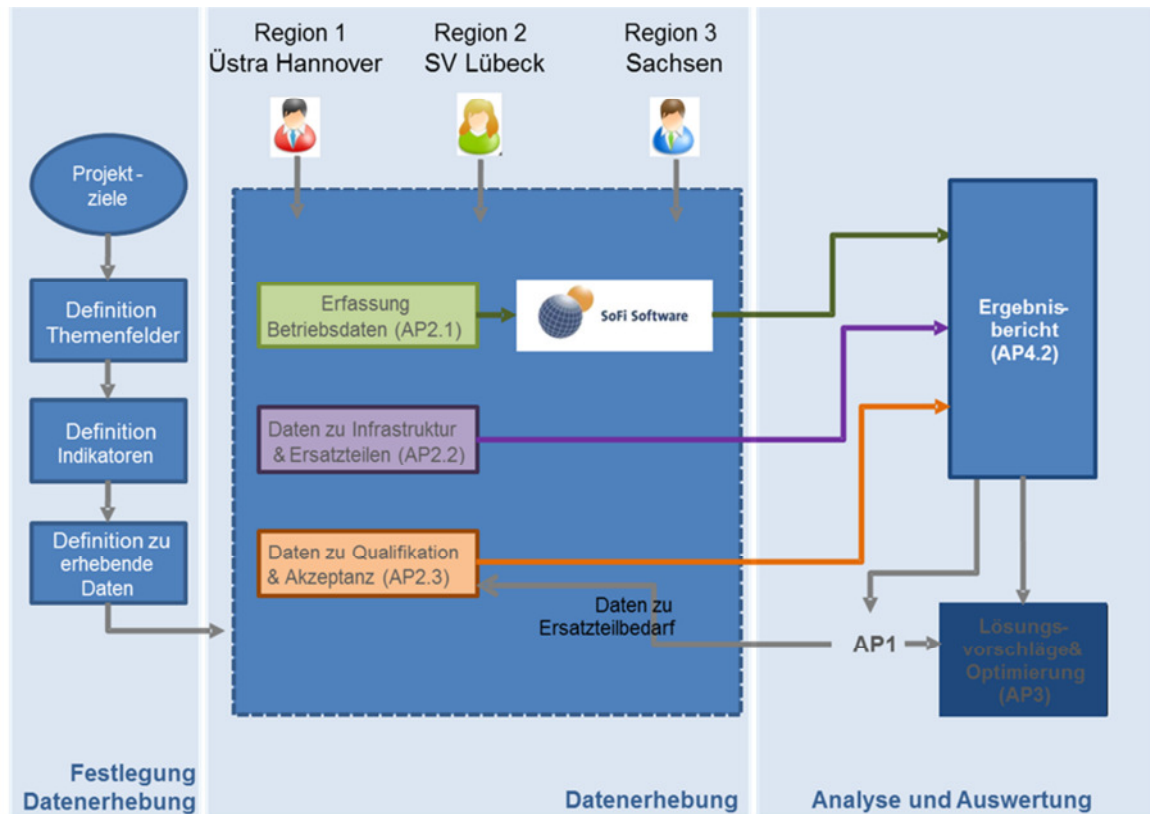 Projekt-
ziele
Definition
Themenfelder
Definition
Indikatoren
Definition zu
erhebende
Daten
Festlegung
Datenerhebung
Region 1
Üstra Hannover
Region 2
SV Lübeck
Region 3
Sachsen
Erfassung
Betriebsdaten (AP2.1)
SoFi Software
Daten zu Infrastruktur
& Ersatzteilen (AP2.2)
Daten zu Qualifikation
& Akzeptanz (AP2.3)
Daten zu
Ersatzteilbedarf
Datenerhebung
Ergebnis-
bericht
(AP4.2)
AP1
Lösungs-
vorschläge&
Optimierung
(AP3)
Analyse und Auswertung